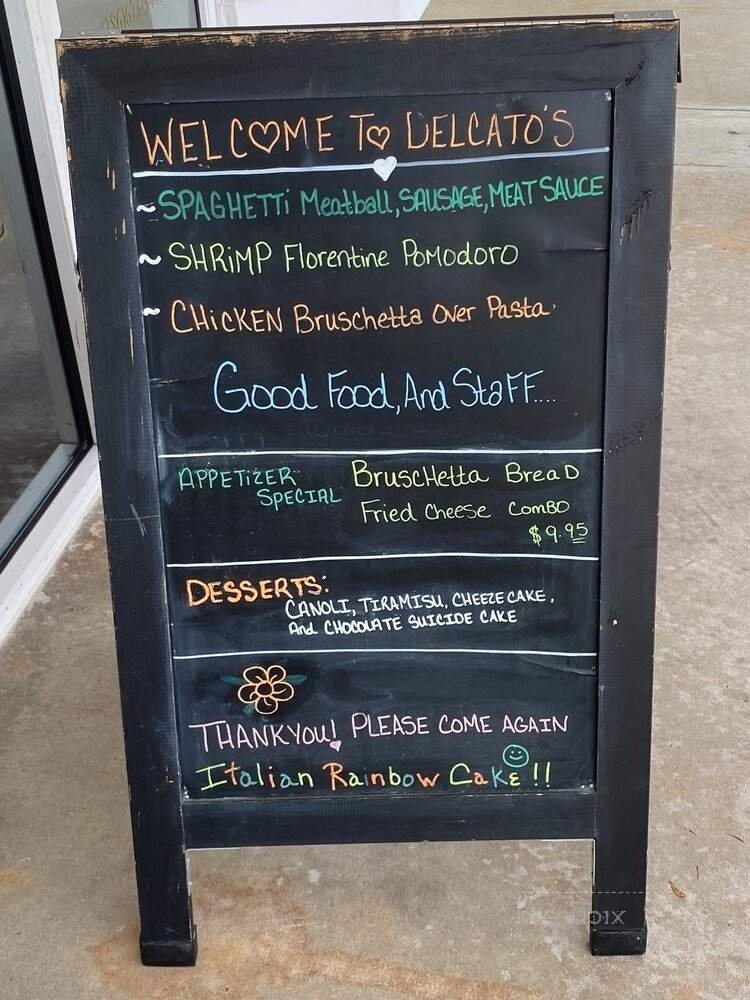 WELCOME To DELCATO'S
~SPAGHETTi Meatball, SAUSAGE, MEAT SAUCE
~ SHRiMP Florentine PoMoDoro
~ CHiCKEN Bruschetta Over Pasta
Good Food, And StaFF....
APPETiZER SPECIAL
BruscHetta BreaD
Fried Cheese ComBO
$9.95
DESSERTS:
CANOLI, TIRAMISU, CHEEZECAKE,
And CHOCOLATE SUICIDE CAKE
THANKYOU! PLEASE COME AGAIN
Italian Rainbow Cake!!